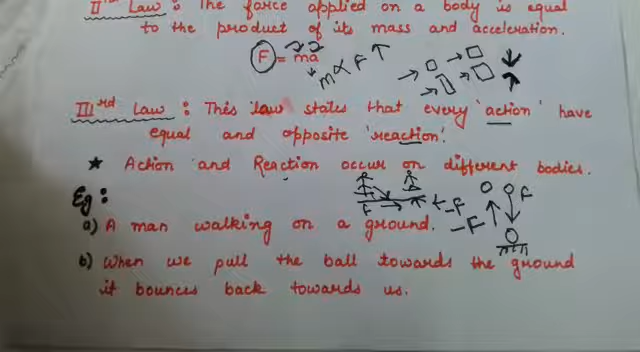 IInd Law : The force applied on a body is equal
to the product of its mass and acceleration.
F = ma
m ∝ F ↑
IIIrd Law : This law states that every 'action' have
equal and opposite 'reaction'.
★ Action and Reaction occur on different bodies.
Eg :
F
-F
F
-F
a) A man walking on a ground.
b) When we pull the ball towards the ground
it bounces back towards us.